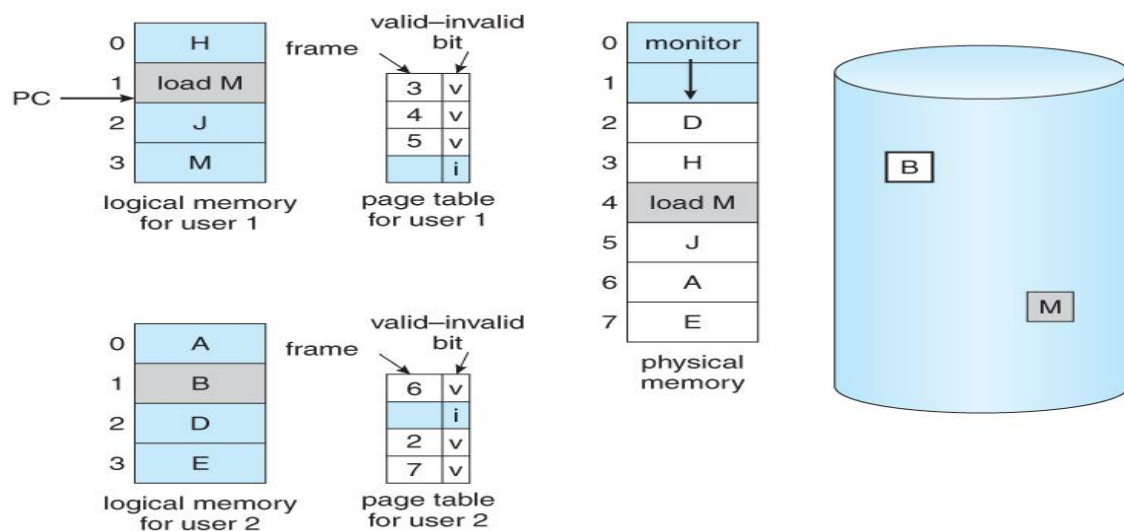 0 H
1 load M
PC
2 J
3 M
logical memory
for user 1
valid–invalid
bit
frame
3 v
4 v
5 v
i
page table
for user 1
0 monitor
1
2 D
3 H
4 load M
5 J
6 A
7 E
physical
memory
B
M
0 A
1 B
2 D
3 E
logical memory
for user 2
valid–invalid
bit
frame
6 v
i
2 v
7 v
page table
for user 2